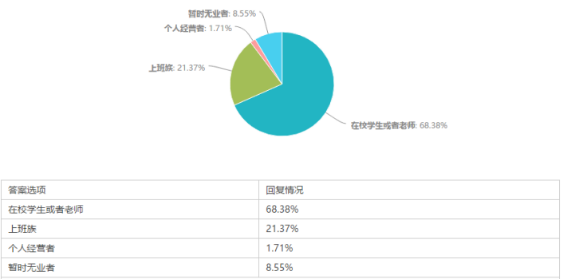 暂时无业者: 8.55%
个人经营者: 1.71%
上班族: 21.37%
在校学生或者老师: 68.38%
答案选项 回复情况
在校学生或者老师 68.38%
上班族 21.37%
个人经营者 1.71%
暂时无业者 8.55%